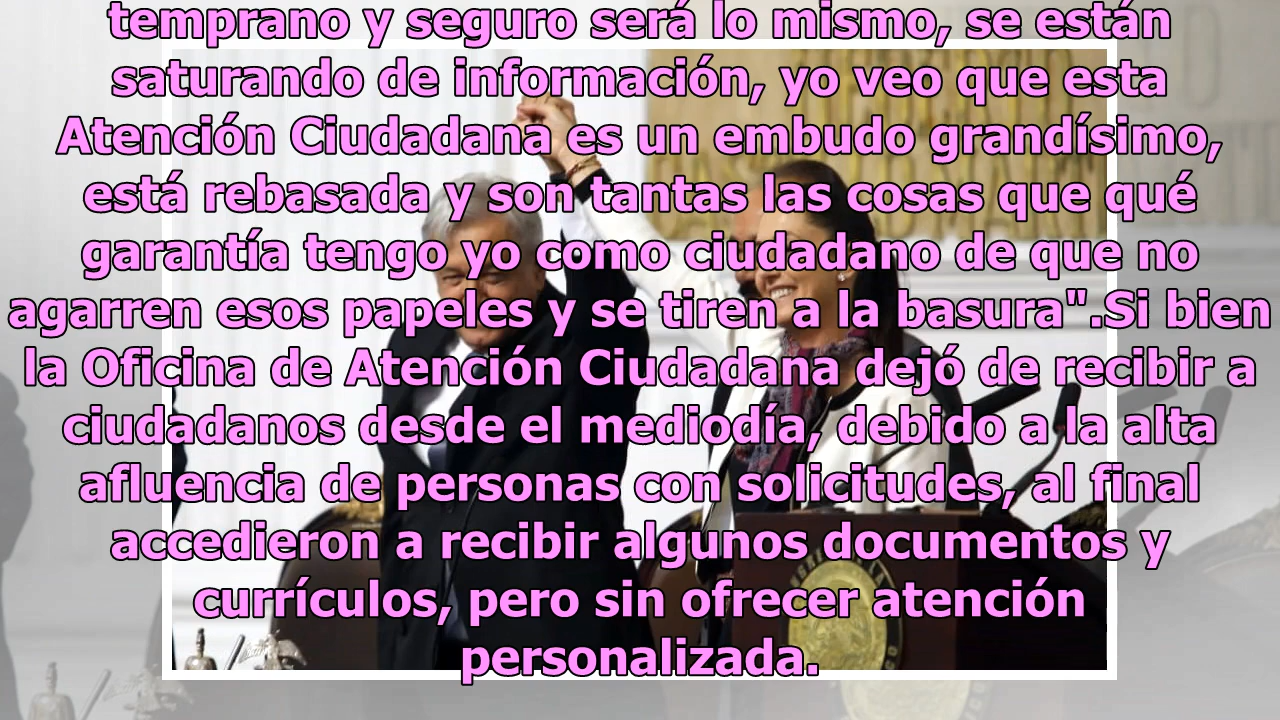 temprano y seguro será lo mismo, se están
saturando de información, yo veo que esta
Atención Ciudadana es un embudo grandísimo,
está rebasada y son tantas las cosas que qué
garantía tengo yo como ciudadano de que no
agarren esos papeles y se tiren a la basura".Si bien
la Oficina de Atención Ciudadana dejó de recibir a
ciudadanos desde el mediodía, debido a la alta
afluencia de personas con solicitudes, al final
accedieron a recibir algunos documentos y
currículos, pero sin ofrecer atención
personalizada.